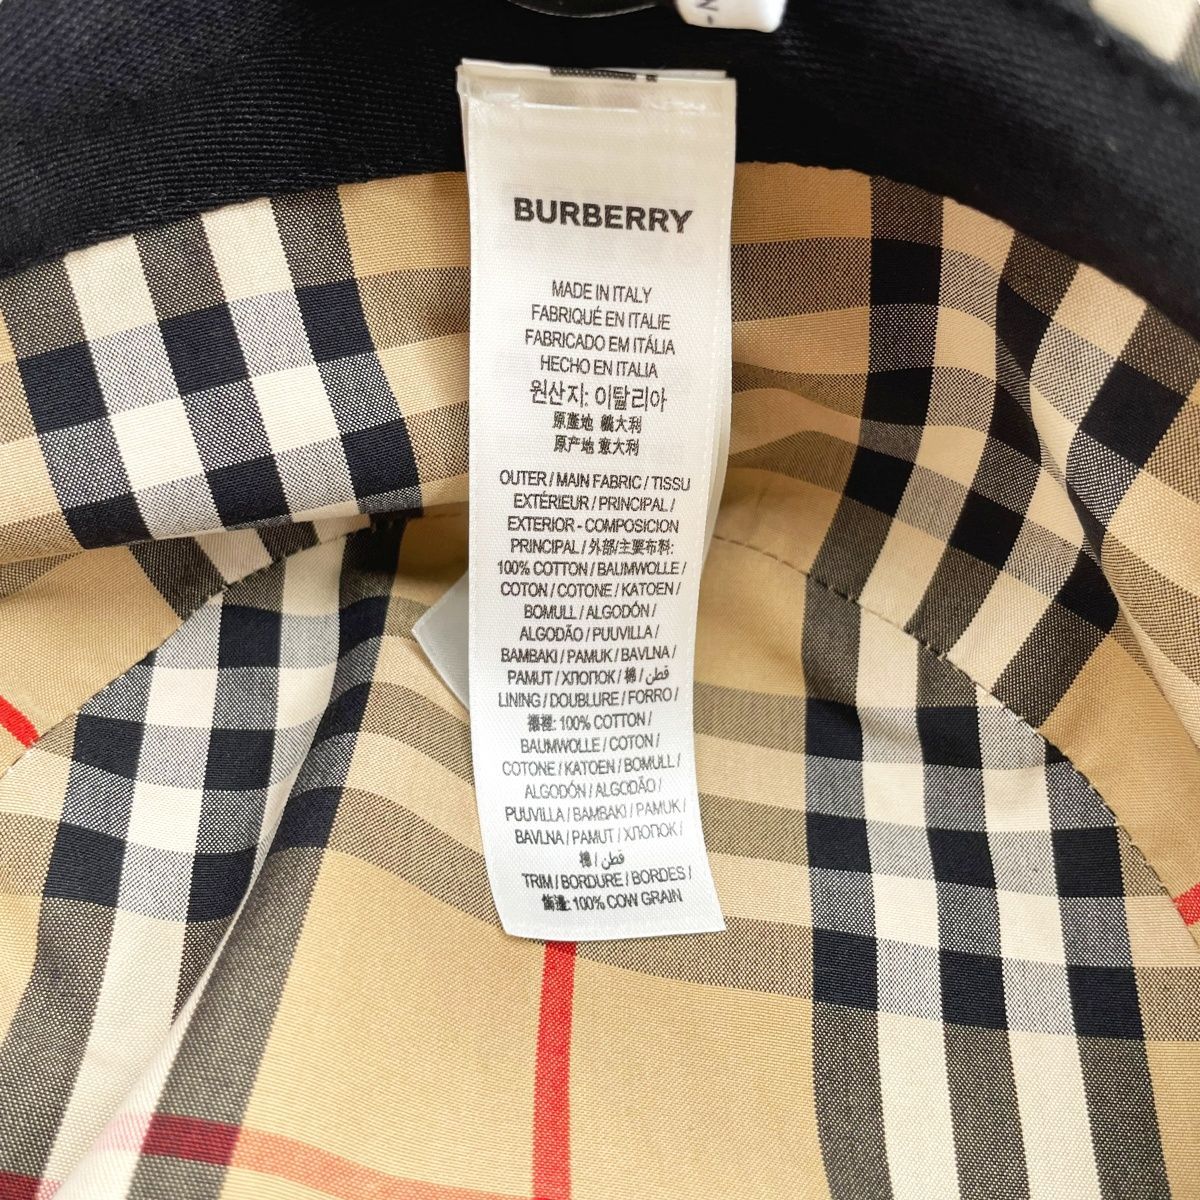 BURBERRY
MADE IN ITALY
FABRIQUÉ EN ITALIE
FABRICADO EM ITÁLIA
HECHO EN ITALIA
원산지: 이탈리아
原產地 義大利
原产地 意大利
OUTER / MAIN FABRIC / TISSU
EXTÉRIEUR / PRINCIPAL /
EXTERIOR - COMPOSICION
PRINCIPAL / 外部/主要布料:
100% COTTON / BAUMWOLLE /
COTON / COTONE / KATOEN /
BOMULL / ALGODÓN /
ALGODÃO / PUUVILLA /
BAMBAKI / PAMUK / BAVLNA /
PAMUT / ХЛОПОК / 棉 / قطن /
LINING / DOUBLURE / FORRO /
裡: 100% COTTON /
BAUMWOLLE / COTON /
COTONE / KATOEN / BOMULL /
ALGODÓN / ALGODÃO /
PUUVILLA / BAMBAKI / PAMUK /
BAVLNA / PAMUT / ХЛОПОК /
棉 / قطن
TRIM / BORDURE / BORDES /
飾邊: 100% COW GRAIN